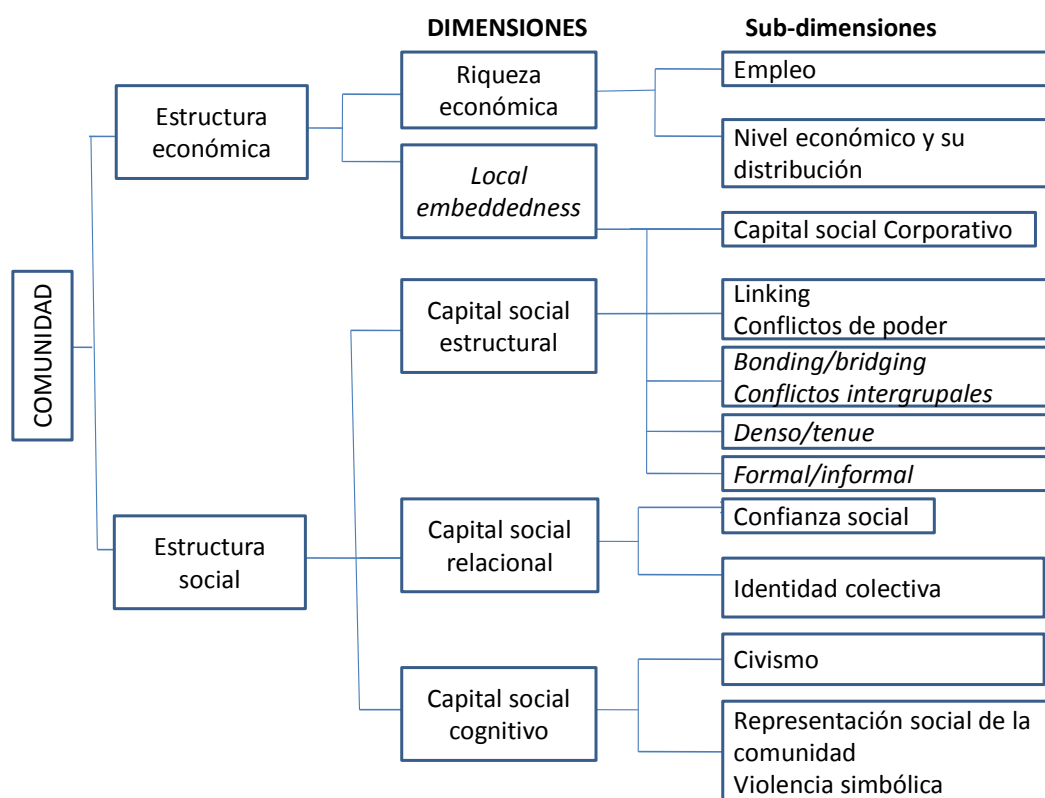 DIMENSIONES
Sub-dimensiones
COMUNIDAD
Estructura
económica
Riqueza
económica
Empleo
Nivel económico y su
distribución
Local
embeddedness
Capital social Corporativo
Estructura
social
Capital social
estructural
Linking
Conflictos de poder
Bonding/bridging
Conflictos intergrupales
Denso/tenue
Formal/informal
Capital social
relacional
Confianza social
Identidad colectiva
Capital social
cognitivo
Civismo
Representación social de la
comunidad
Violencia simbólica